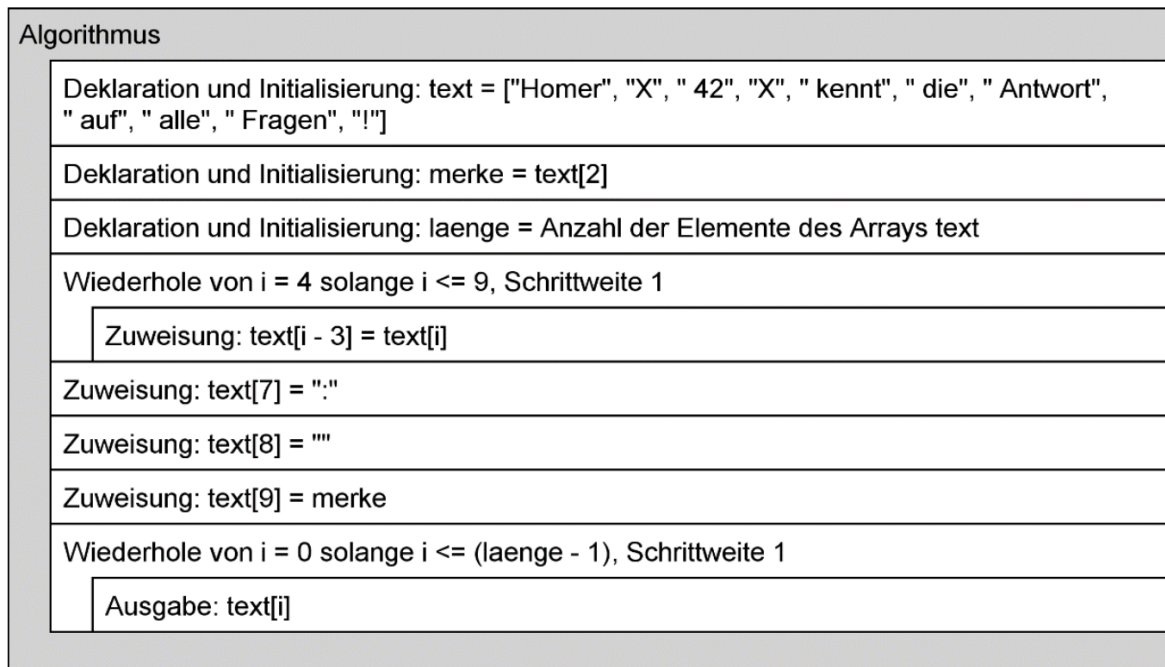 Algorithmus
Deklaration und Initialisierung: text = ["Homer", "X", " 42", "X", " kennt", " die", " Antwort",
" auf", " alle", " Fragen", "!"]
Deklaration und Initialisierung: merke = text[2]
Deklaration und Initialisierung: laenge = Anzahl der Elemente des Arrays text
Wiederhole von i = 4 solange i <= 9, Schrittweite 1
Zuweisung: text[i - 3] = text[i]
Zuweisung: text[7] = ":"
Zuweisung: text[8] = ""
Zuweisung: text[9] = merke
Wiederhole von i = 0 solange i <= (laenge - 1), Schrittweite 1
Ausgabe: text[i]